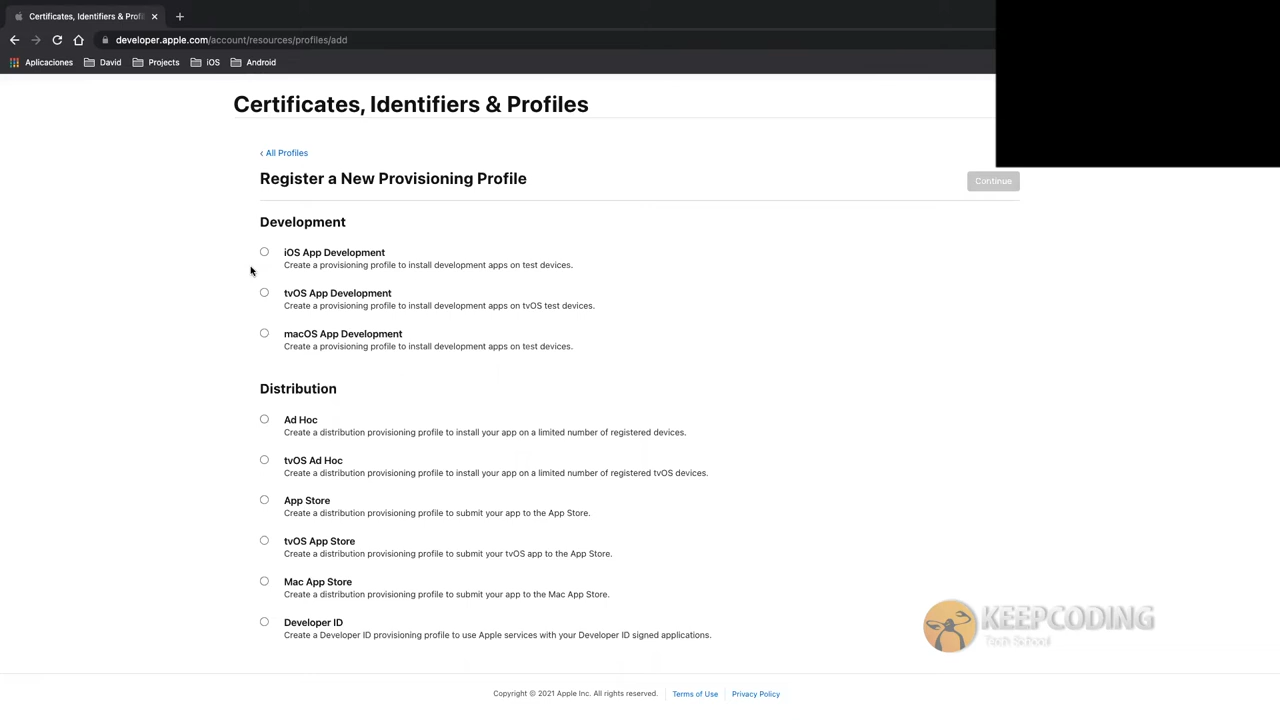 Certificates, Identifiers & Profil
developer.apple.com/account/resources/profiles/add
Aplicaciones David Projects iOS Android
Certificates, Identifiers & Profiles
‹ All Profiles
Register a New Provisioning Profile
Continue
Development
iOS App Development
Create a provisioning profile to install development apps on test devices.
tvOS App Development
Create a provisioning profile to install development apps on tvOS test devices.
macOS App Development
Create a provisioning profile to install development apps on test devices.
Distribution
Ad Hoc
Create a distribution provisioning profile to install your app on a limited number of registered devices.
tvOS Ad Hoc
Create a distribution provisioning profile to install your app on a limited number of registered tvOS devices.
App Store
Create a distribution provisioning profile to submit your app to the App Store.
tvOS App Store
Create a distribution provisioning profile to submit your tvOS app to the App Store.
Mac App Store
Create a distribution provisioning profile to submit your app to the Mac App Store.
Developer ID
Create a Developer ID provisioning profile to use Apple services with your Developer ID signed applications.
KEEPCODING
Tech School
Copyright © 2021 Apple Inc. All rights reserved. Terms of Use Privacy Policy